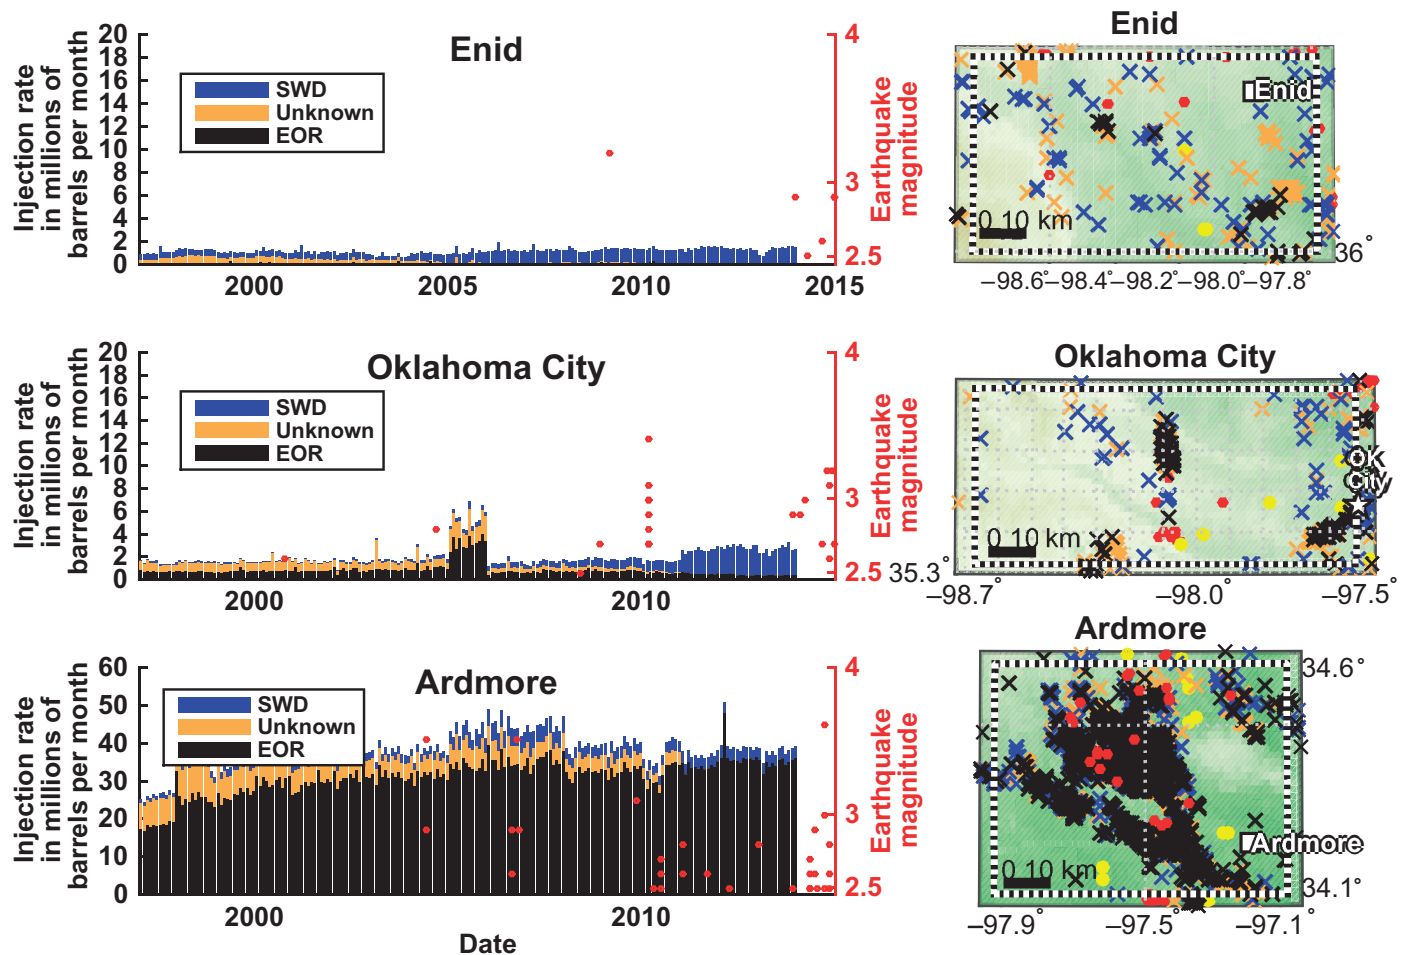 Enid
Injection rate
in millions of
barrels per month
20
18
16
14
12
10
8
6
4
2
0
SWD
Unknown
EOR
4
3
2.5
Earthquake
magnitude
2000
2005
2010
2015
Enid
Enid
0 10 km
36°
–98.6 –98.4 –98.2 –98.0 –97.8°
Oklahoma City
Injection rate
in millions of
barrels per month
20
18
16
14
12
10
8
6
4
2
0
SWD
Unknown
EOR
4
3
2.5
Earthquake
magnitude
2000
2010
Oklahoma City
OK
City
0 10 km
35.3°
–98.7°
–98.0°
–97.5°
Ardmore
Injection rate
in millions of
barrels per month
60
50
40
30
20
10
0
SWD
Unknown
EOR
4
3
2.5
Earthquake
magnitude
2000
2010
Date
Ardmore
34.6°
Ardmore
0 10 km
34.1°
–97.9°
–97.5°
–97.1°